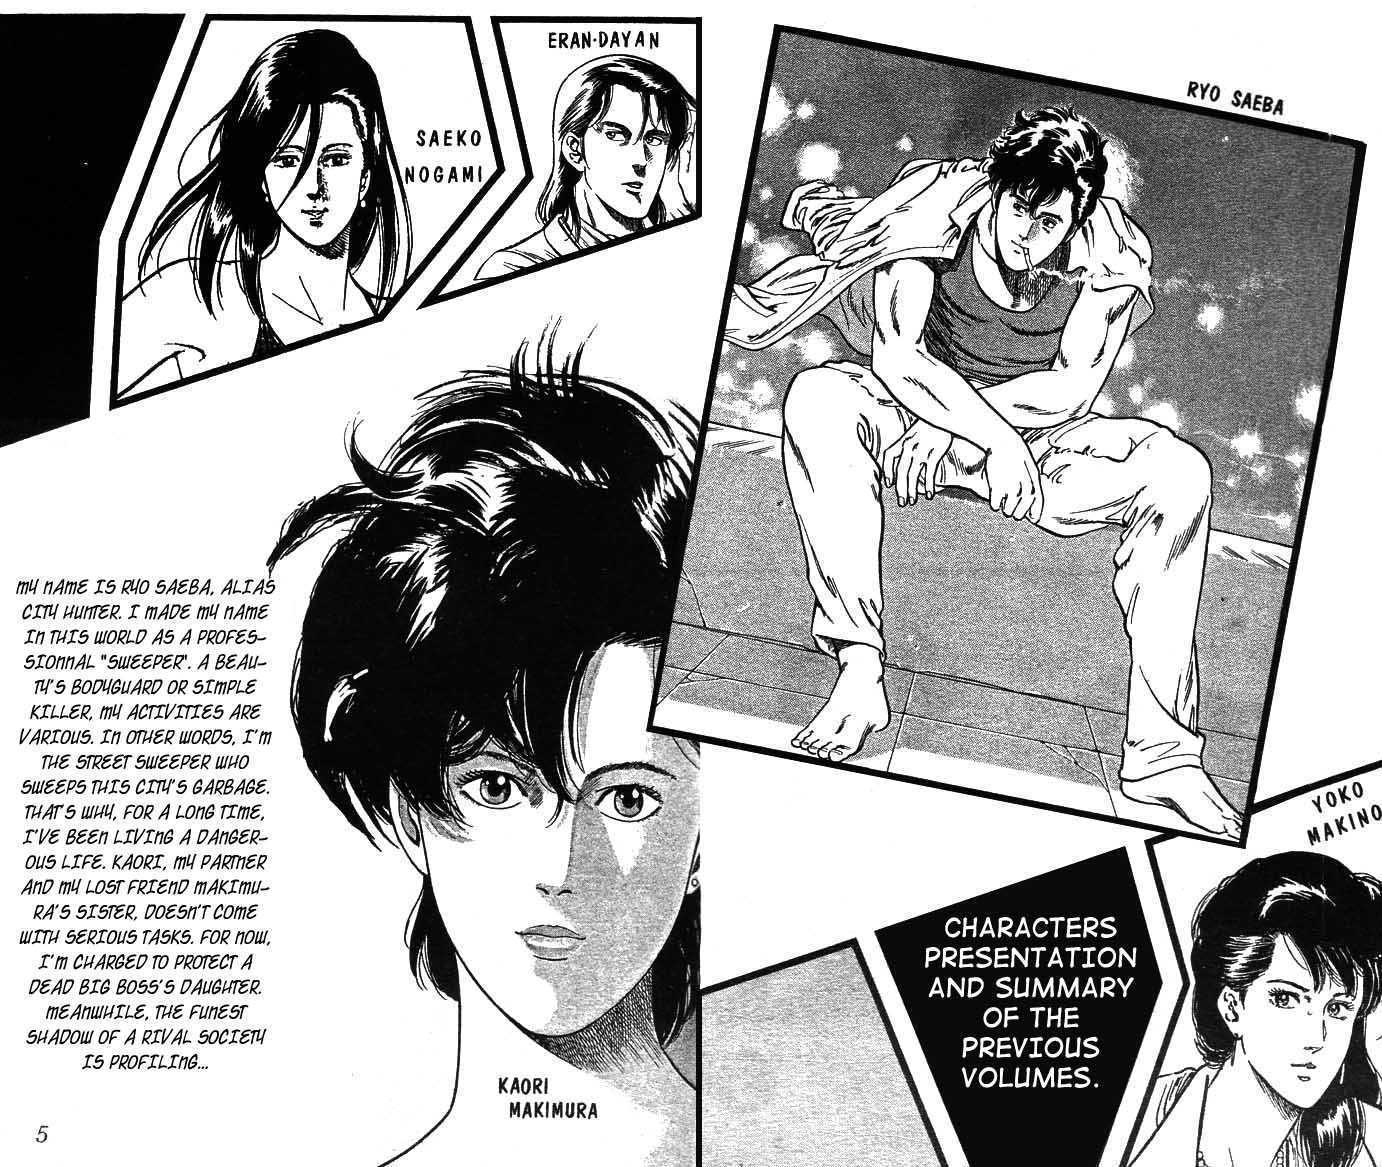 ERAN·DAYAN
SAEKO
NOGAMI
RYO SAEBA
MY NAME IS RYO SAEBA, ALIAS
CITY HUNTER. I MADE MY NAME
IN THIS WORLD AS A PROFES-
SIONNAL "SWEEPER". A BEAU-
TY'S BODYGUARD OR SIMPLE
KILLER, MY ACTIVITIES ARE
VARIOUS. IN OTHER WORDS, I'M
THE STREET SWEEPER WHO
SWEEPS THIS CITY'S GARBAGE.
THAT'S WHY, FOR A LONG TIME,
I'VE BEEN LIVING A DANGER-
OUS LIFE. KAORI, MY PARTNER
AND MY LOST FRIEND MAKIMU-
RA'S SISTER, DOESN'T COME
WITH SERIOUS TASKS. FOR NOW,
I'M CHARGED TO PROTECT A
DEAD BIG BOSS'S DAUGHTER.
MEANWHILE, THE FUNEST
SHADOW OF A RIVAL SOCIETY
IS PROFILING...
KAORI
MAKIMURA
YOKO
MAKINO
CHARACTERS
PRESENTATION
AND SUMMARY
OF THE
PREVIOUS
VOLUMES.
5